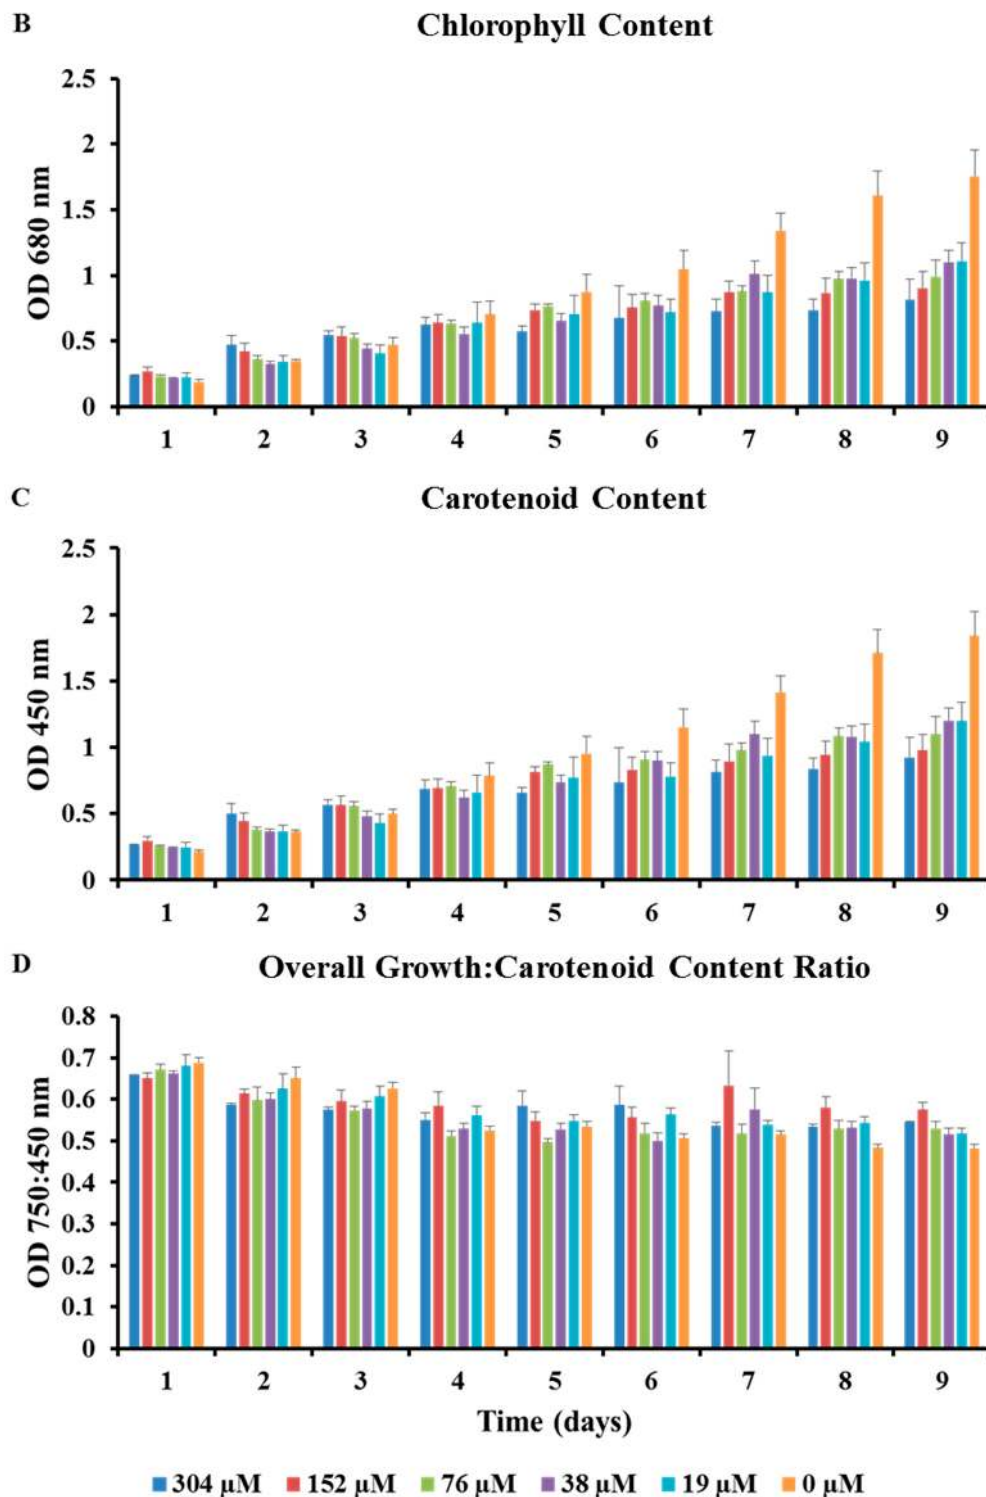 B
Chlorophyll Content
2.5
2
1.5
1
0.5
0
OD 680 nm
1 2 3 4 5 6 7 8 9
C
Carotenoid Content
2.5
2
1.5
1
0.5
0
OD 450 nm
1 2 3 4 5 6 7 8 9
D
Overall Growth:Carotenoid Content Ratio
0.8
0.7
0.6
0.5
0.4
0.3
0.2
0.1
0
OD 750:450 nm
1 2 3 4 5 6 7 8 9
Time (days)
304 µM 152 µM 76 µM 38 µM 19 µM 0 µM